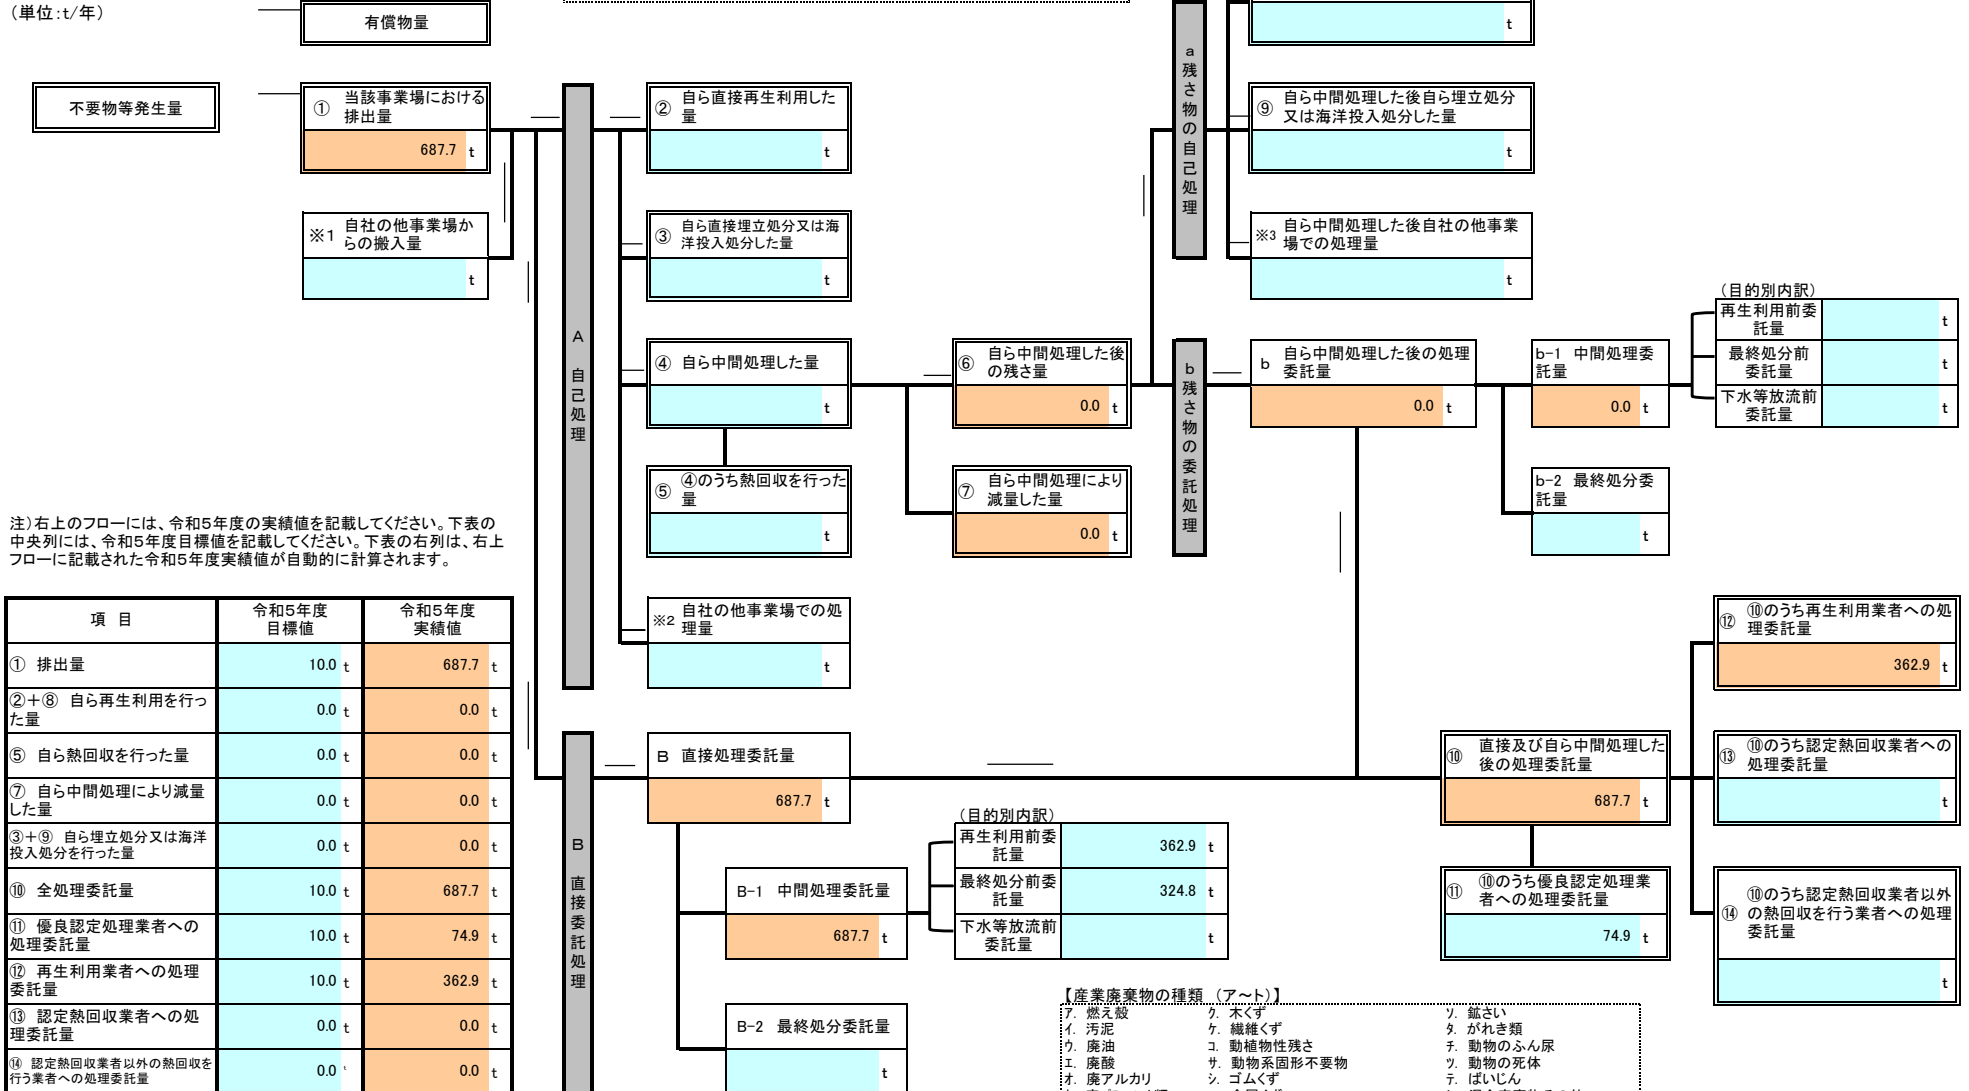 (単位:t/年)
有償物量
t
不要物等発生量
① 当該事業場における
排出量
687.7 t
※1 自社の他事業場か
らの搬入量
t
A 自己処理
② 自ら直接再生利用した
量
t
③ 自ら直接埋立処分又は海
洋投入処分した量
t
④ 自ら中間処理した量
t
⑤ ④のうち熱回収を行った
量
t
※2 自社の他事業場での処
理量
t
⑥ 自ら中間処理した後
の残さ量
0.0 t
⑦ 自ら中間処理により
減量した量
0.0 t
a 残さ物の自己処理
⑨ 自ら中間処理した後自ら埋立処分
又は海洋投入処分した量
t
※3 自ら中間処理した後自社の他事業
場での処理量
t
b 残さ物の委託処理
b 自ら中間処理した後の処理
委託量
0.0 t
b-1 中間処理委
託量
0.0 t
b-2 最終処分委
託量
t
(目的別内訳)
再生利用前委
託量
t
最終処分前
委託量
t
下水等放流前
委託量
t
注)右上のフローには、令和5年度の実績値を記載してください。下表の
中央列には、令和5年度目標値を記載してください。下表の右列は、右上
フローに記載された令和5年度実績値が自動的に計算されます。
項 目 令和5年度
目標値 令和5年度
実績値
① 排出量 10.0 t 687.7 t
②+⑧ 自ら再生利用を行っ
た量 0.0 t 0.0 t
⑤ 自ら熱回収を行った量 0.0 t 0.0 t
⑦ 自ら中間処理により減量
した量 0.0 t 0.0 t
③+⑨ 自ら埋立処分又は海洋
投入処分を行った量 0.0 t 0.0 t
⑩ 全処理委託量 10.0 t 687.7 t
⑪ 優良認定処理業者への
処理委託量 10.0 t 74.9 t
⑫ 再生利用業者への処理
委託量 10.0 t 362.9 t
⑬ 認定熱回収業者への処
理委託量 0.0 t 0.0 t
⑭ 認定熱回収業者以外の熱回収を
行う業者への処理委託量 0.0 t 0.0 t
B 直接委託処理
B 直接処理委託量
687.7 t
B-1 中間処理委託量
687.7 t
B-2 最終処分委託量
t
(目的別内訳)
再生利用前委
託量
362.9 t
最終処分前委
託量
324.8 t
下水等放流前
委託量
t
⑩ 直接及び自ら中間処理した
後の処理委託量
687.7 t
⑪ ⑩のうち優良認定処理業
者への処理委託量
74.9 t
⑫ ⑩のうち再生利用業者への処
理委託量
362.9 t
⑬ ⑩のうち認定熱回収業者への
処理委託量
t
⑭ ⑩のうち認定熱回収業者以外
の熱回収を行う業者への処理
委託量
t
【産業廃棄物の種類 (ア~ト)】
ア. 燃え殻 ク. 木くず ソ. 鉱さい
イ. 汚泥 ケ. 繊維くず タ. がれき類
ウ. 廃油 コ. 動植物性残さ チ. 動物のふん尿
エ. 廃酸 サ. 動物系固形不要物 ツ. 動物の死体
オ. 廃アルカリ シ. ゴムくず テ. ばいじん